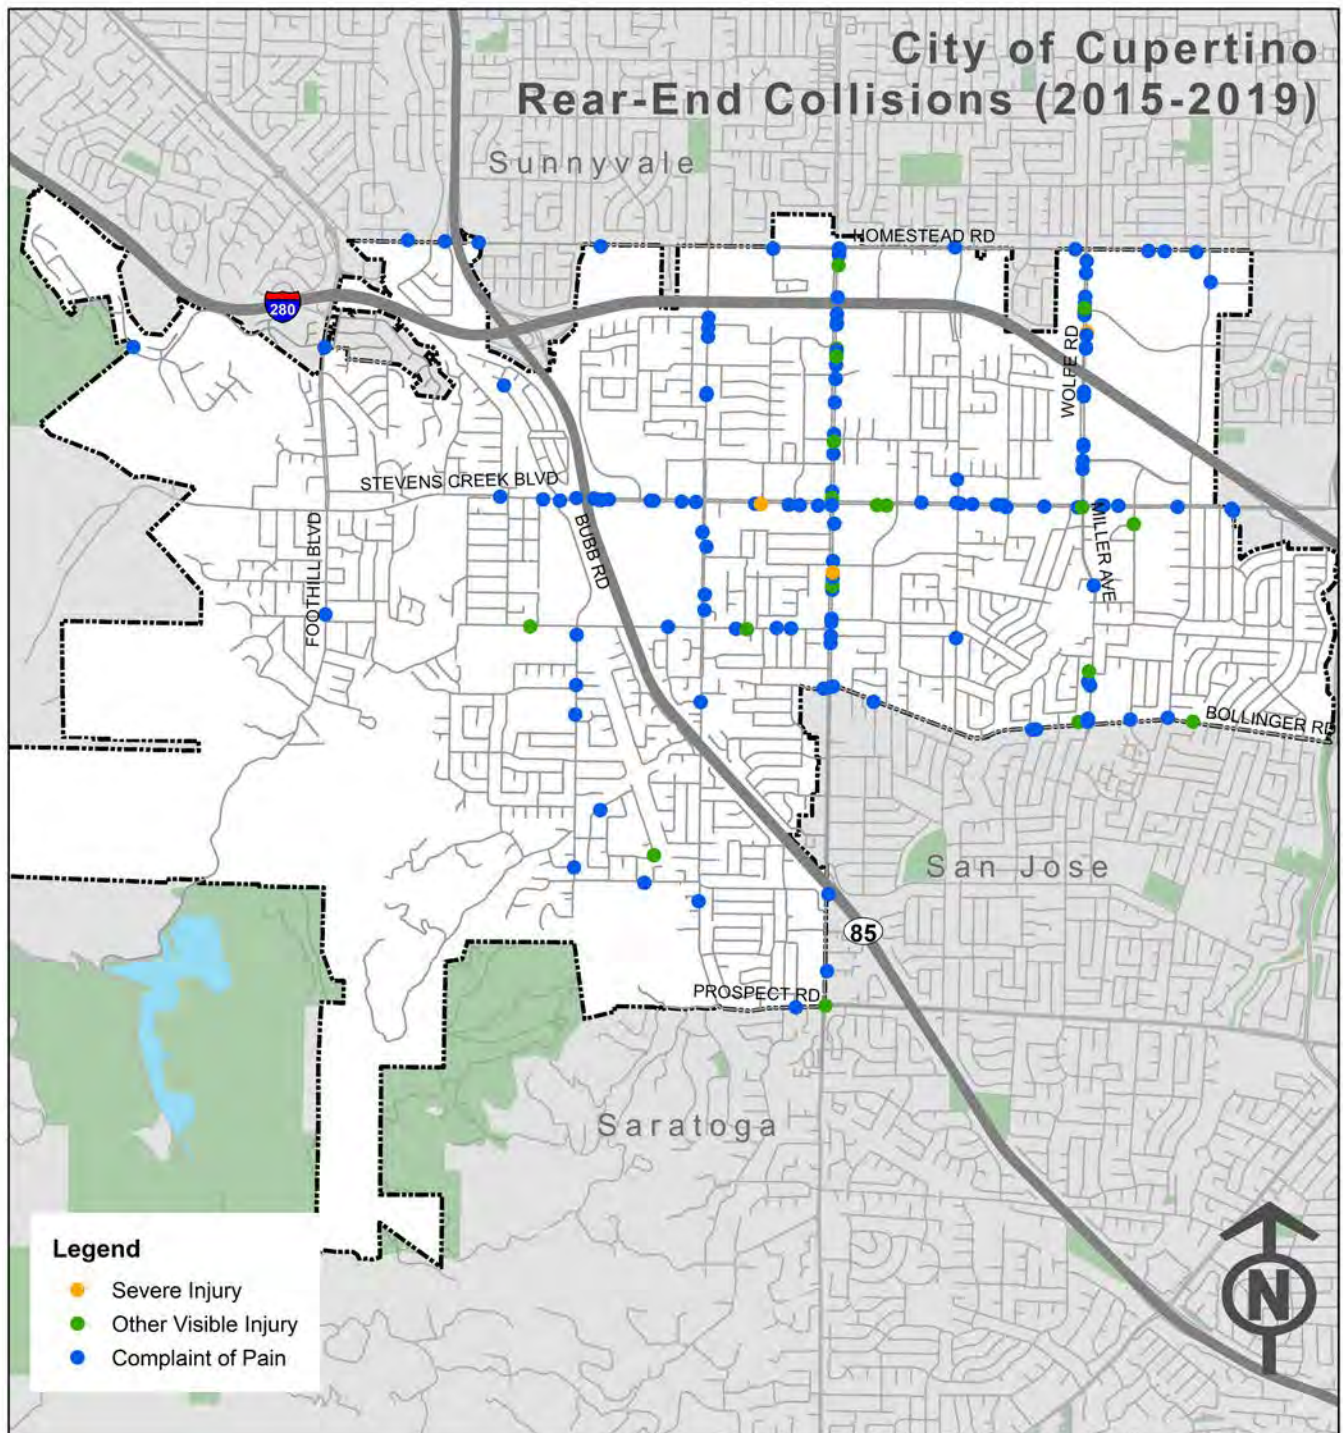 City of Cupertino
Rear-End Collisions (2015-2019)
Sunnyvale
HOMESTEAD RD
280
WOLFE RD
STEVENS CREEK BLVD
FOOTHILL BLVD
BUBB RD
MILLER AVE
BOLLINGER RD
San Jose
85
PROSPECT RD
Saratoga
Legend
Severe Injury
Other Visible Injury
Complaint of Pain
N